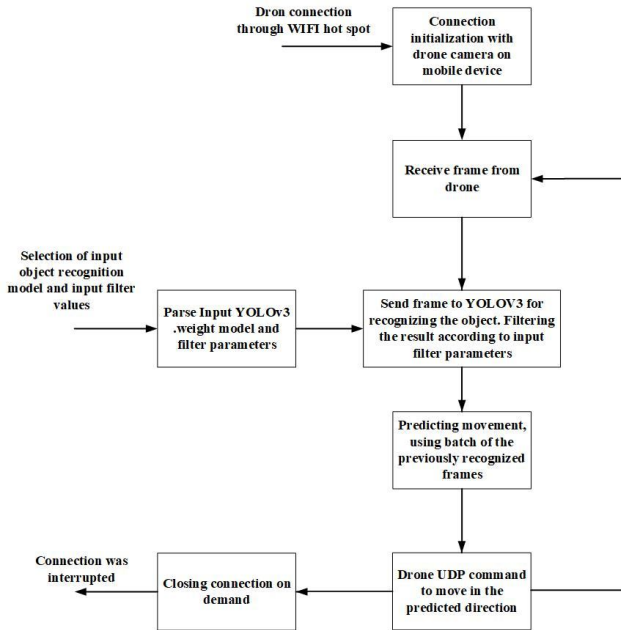 Dron connection
through WIFI hot spot
Connection
initialization with
drone camera on
mobile device
Receive frame from
drone
Selection of input
object recognition
model and input filter
values
Parse Input YOLOv3
.weight model and
filter parameters
Send frame to YOLOV3 for
recognizing the object. Filtering
the result according to input
filter parameters
Predicting movement,
using batch of the
previously recognized
frames
Connection was
interrupted
Closing connection on
demand
Drone UDP command
to move in the
predicted direction